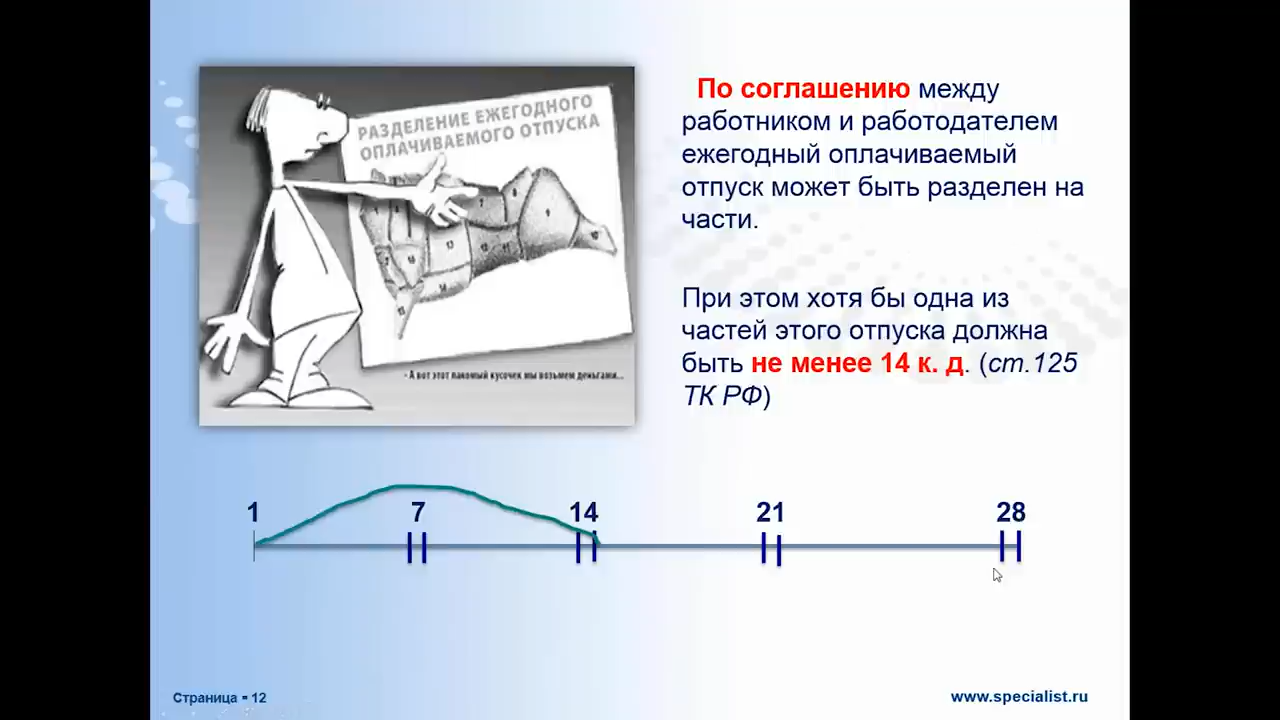 РАЗДЕЛЕНИЕ ЕЖЕГОДНОГО
ОПЛАЧИВАЕМОГО ОТПУСКА
- А вот этот лакомый кусочек мы возьмем деньгами...
По соглашению между
работником и работодателем
ежегодный оплачиваемый
отпуск может быть разделен на
части.
При этом хотя бы одна из
частей этого отпуска должна
быть не менее 14 к. д. (ст.125
ТК РФ)
1 7 14 21 28
Страница ▪ 12
www.specialist.ru